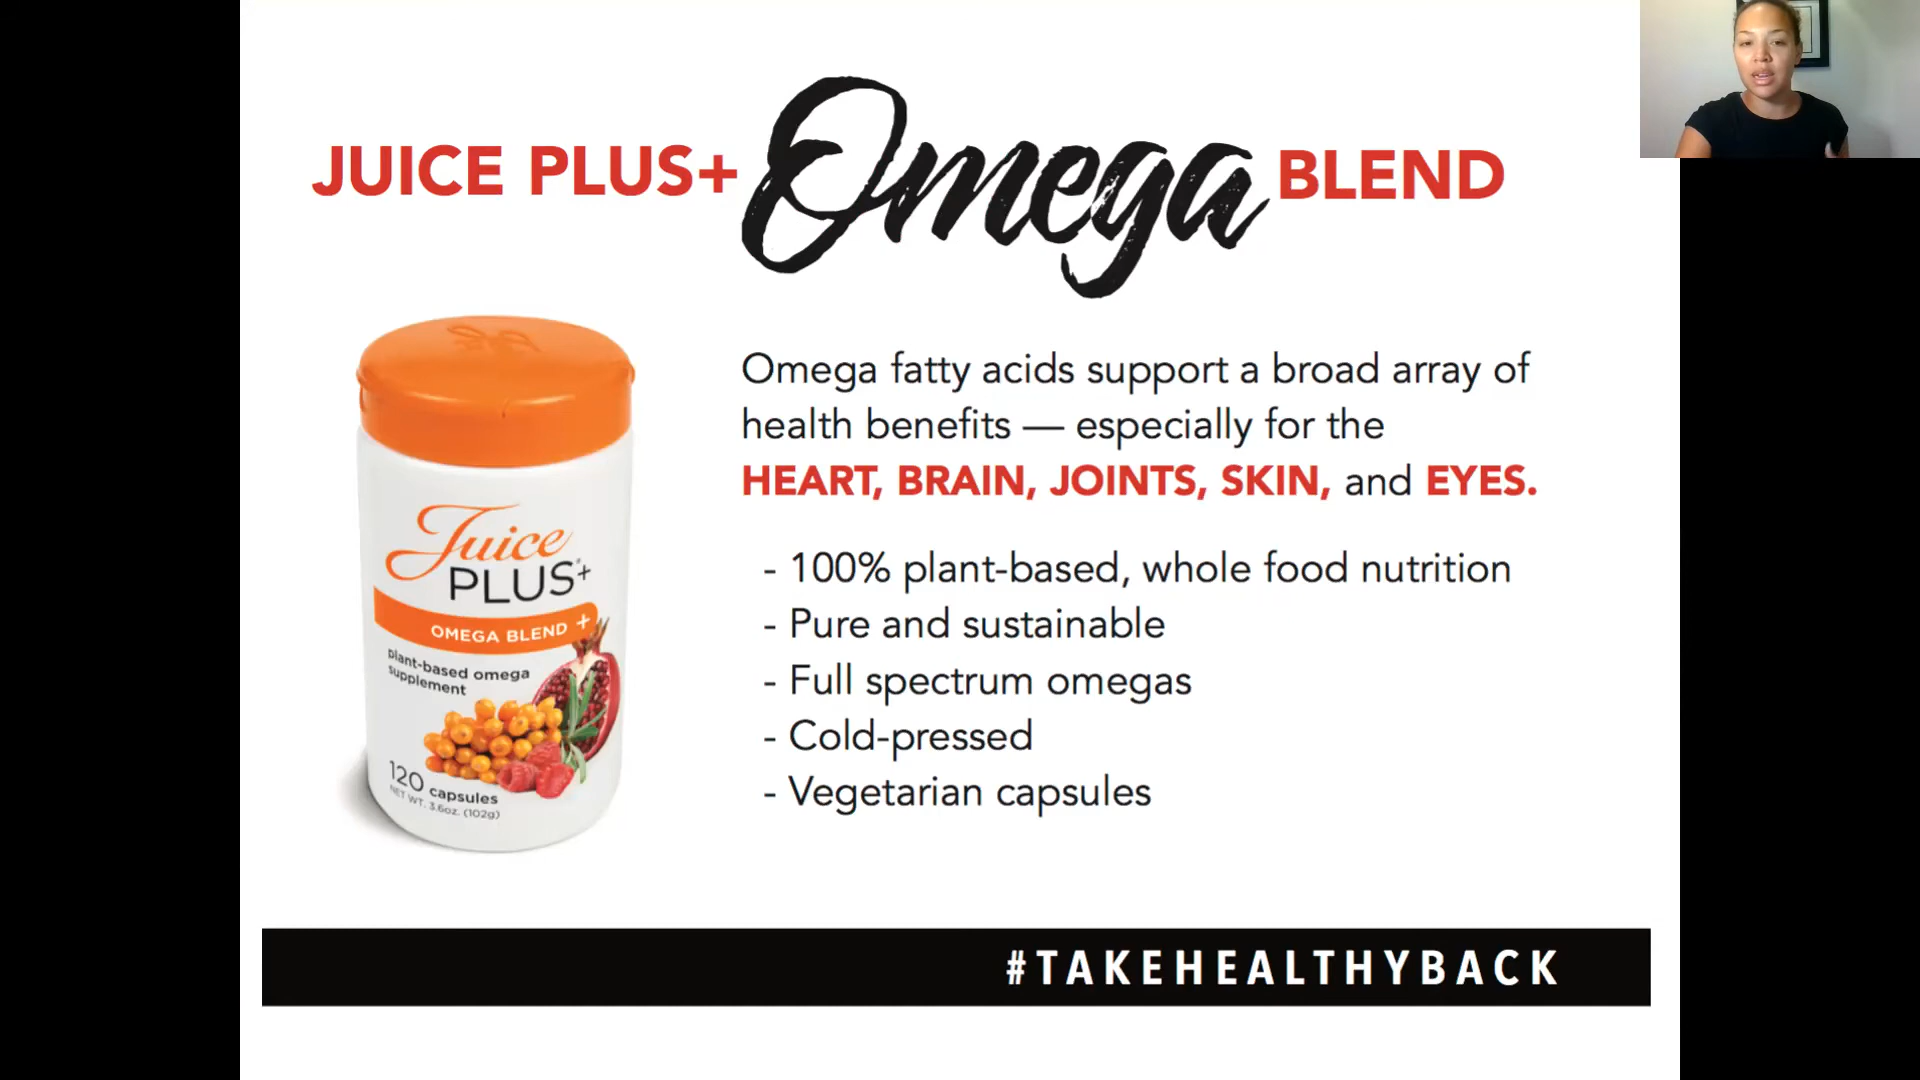 JUICE PLUS+ Omega BLEND
Omega fatty acids support a broad array of
health benefits — especially for the
HEART, BRAIN, JOINTS, SKIN, and EYES.
- 100% plant-based, whole food nutrition
- Pure and sustainable
- Full spectrum omegas
- Cold-pressed
- Vegetarian capsules
Juice
PLUS®+
OMEGA BLEND +
plant-based omega
supplement
120 capsules
NET WT. 3.6oz. (102g)
#TAKEHEALTHYBACK